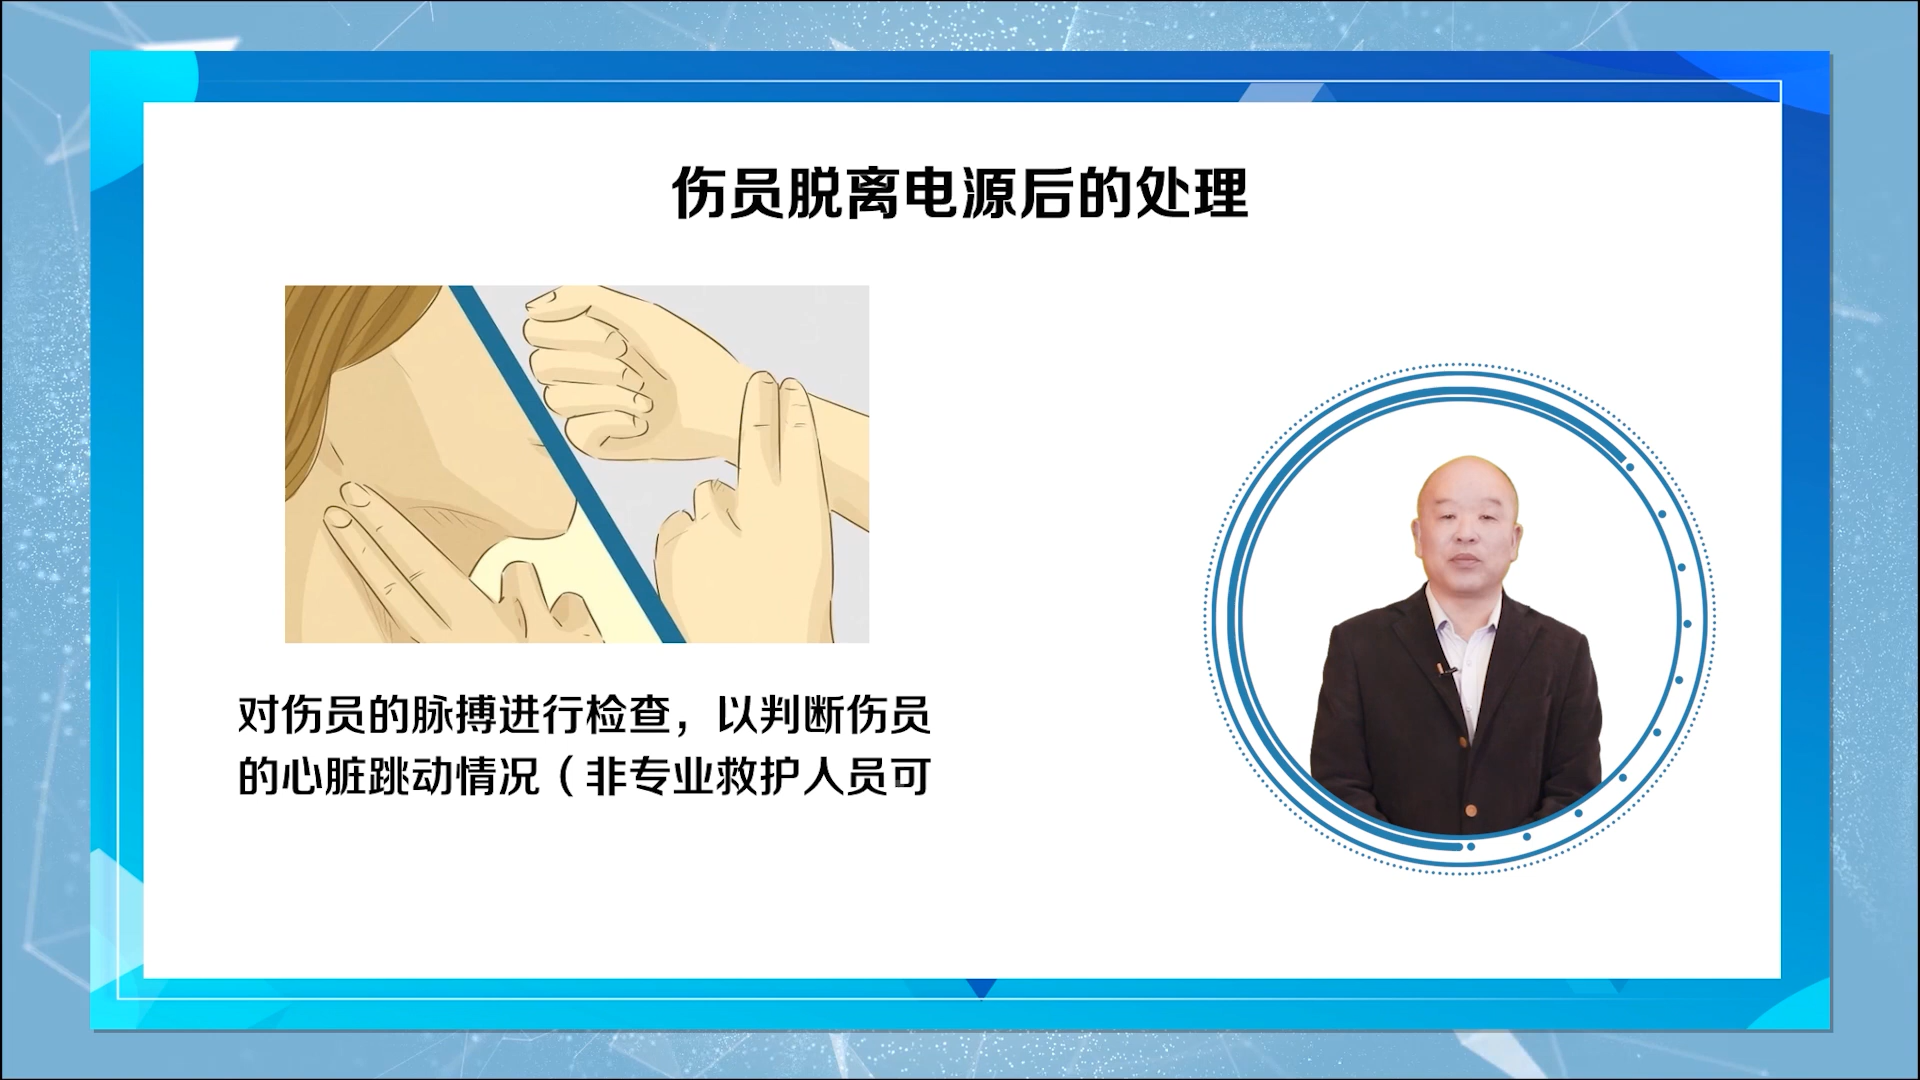 伤员脱离电源后的处理
对伤员的脉搏进行检查，以判断伤员
的心脏跳动情况（非专业救护人员可